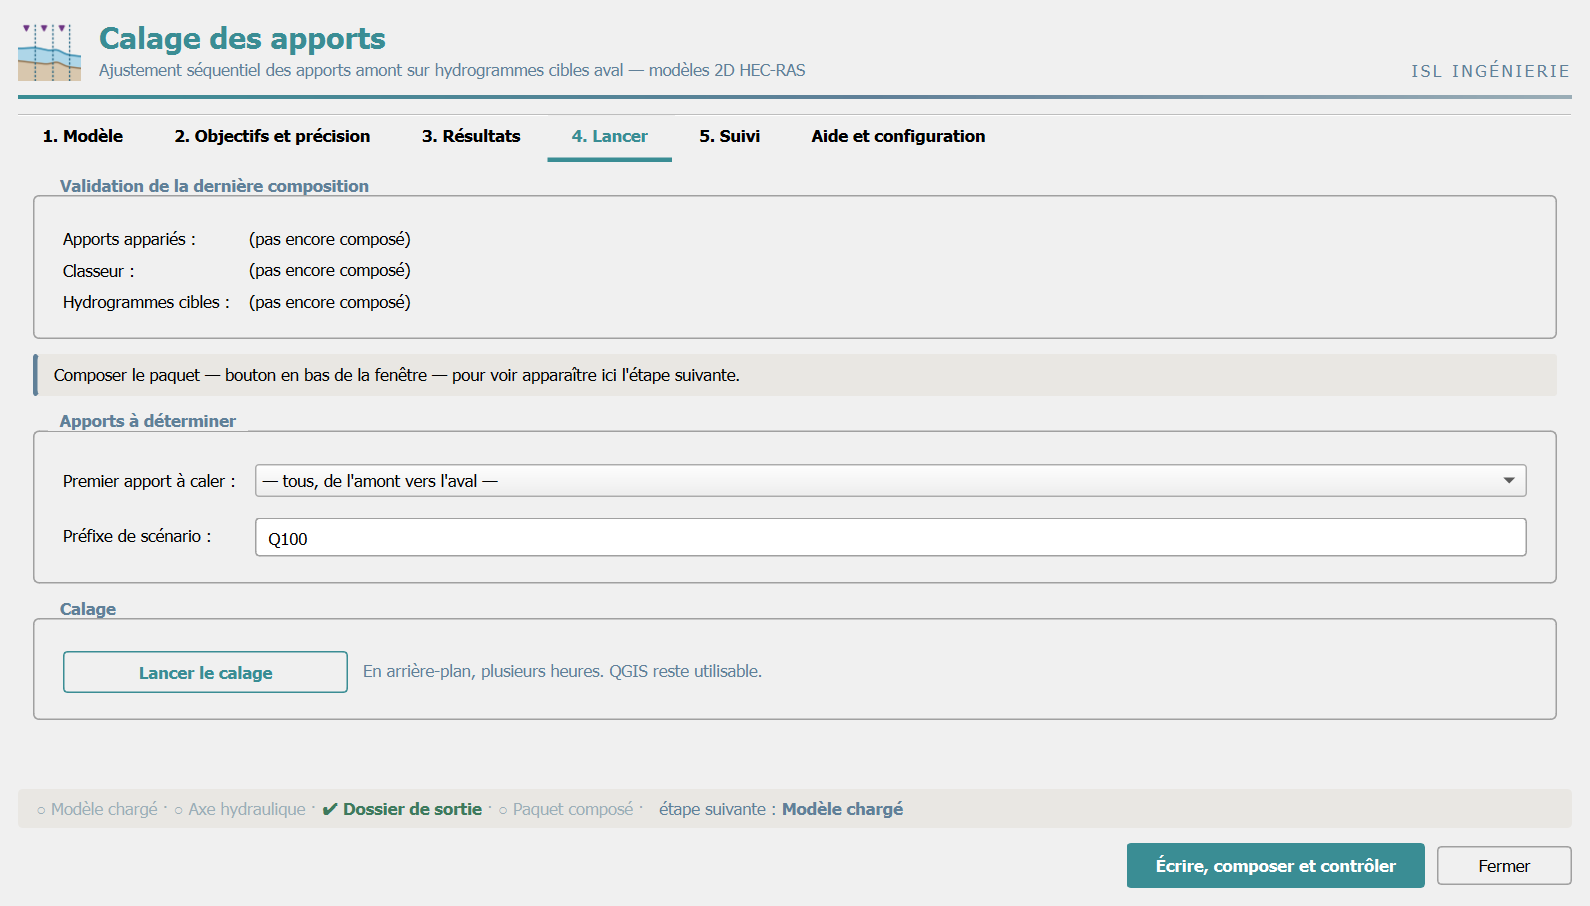 Calage des apports
Ajustement séquentiel des apports amont sur hydrogrammes cibles aval — modèles 2D HEC-RAS
ISL INGÉNIERIE
1. Modèle
2. Objectifs et précision
3. Résultats
4. Lancer
5. Suivi
Aide et configuration
Validation de la dernière composition
Apports appariés : (pas encore composé)
Classeur : (pas encore composé)
Hydrogrammes cibles : (pas encore composé)
Composer le paquet — bouton en bas de la fenêtre — pour voir apparaître ici l'étape suivante.
Apports à déterminer
Premier apport à caler : — tous, de l'amont vers l'aval —
Préfixe de scénario : Q100
Calage
Lancer le calage
En arrière-plan, plusieurs heures. QGIS reste utilisable.
○ Modèle chargé · ○ Axe hydraulique · ✔ Dossier de sortie · ○ Paquet composé · étape suivante : Modèle chargé
Écrire, composer et contrôler
Fermer